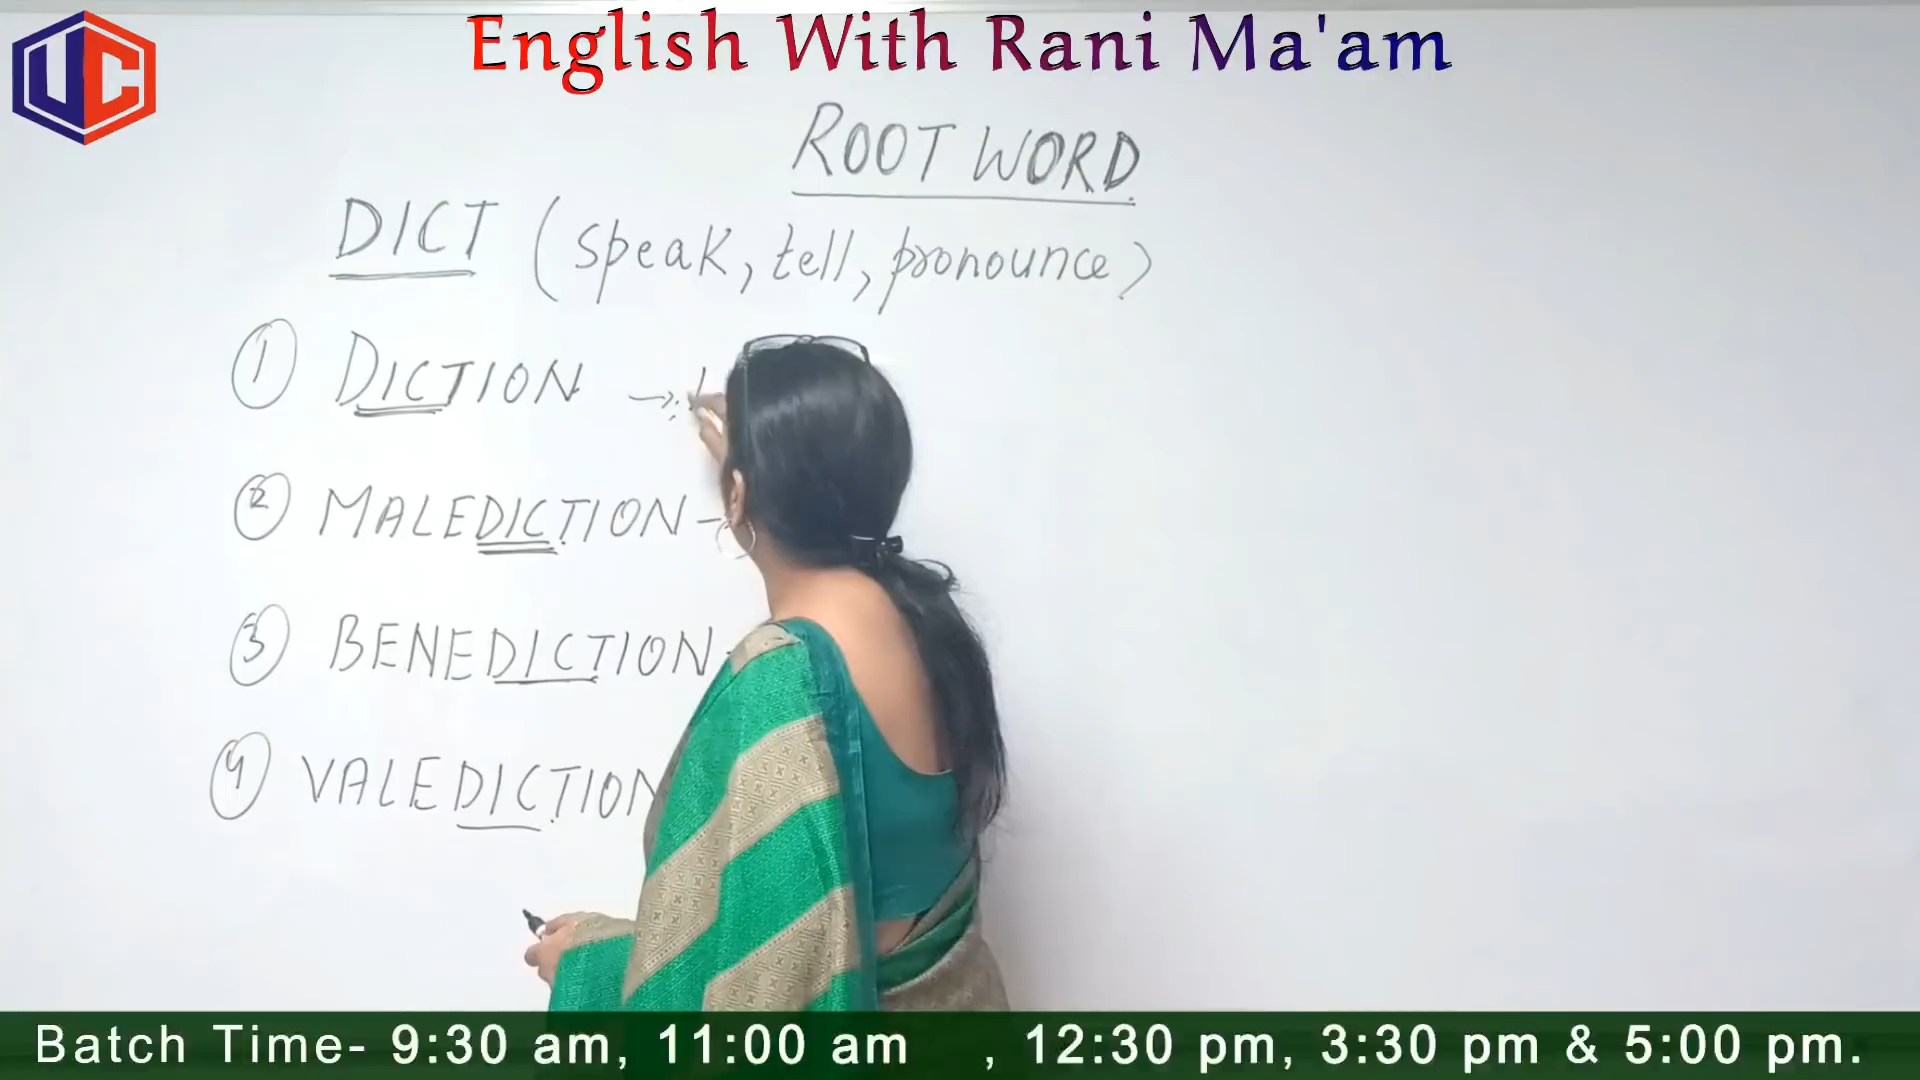 UC
English With Rani Ma'am
ROOT WORD
DICT (speak, tell, pronounce)
① DICTION →
② MALEDICTION -
③ BENEDICTION -
④ VALEDICTION
Batch Time- 9:30 am, 11:00 am , 12:30 pm, 3:30 pm & 5:00 pm.